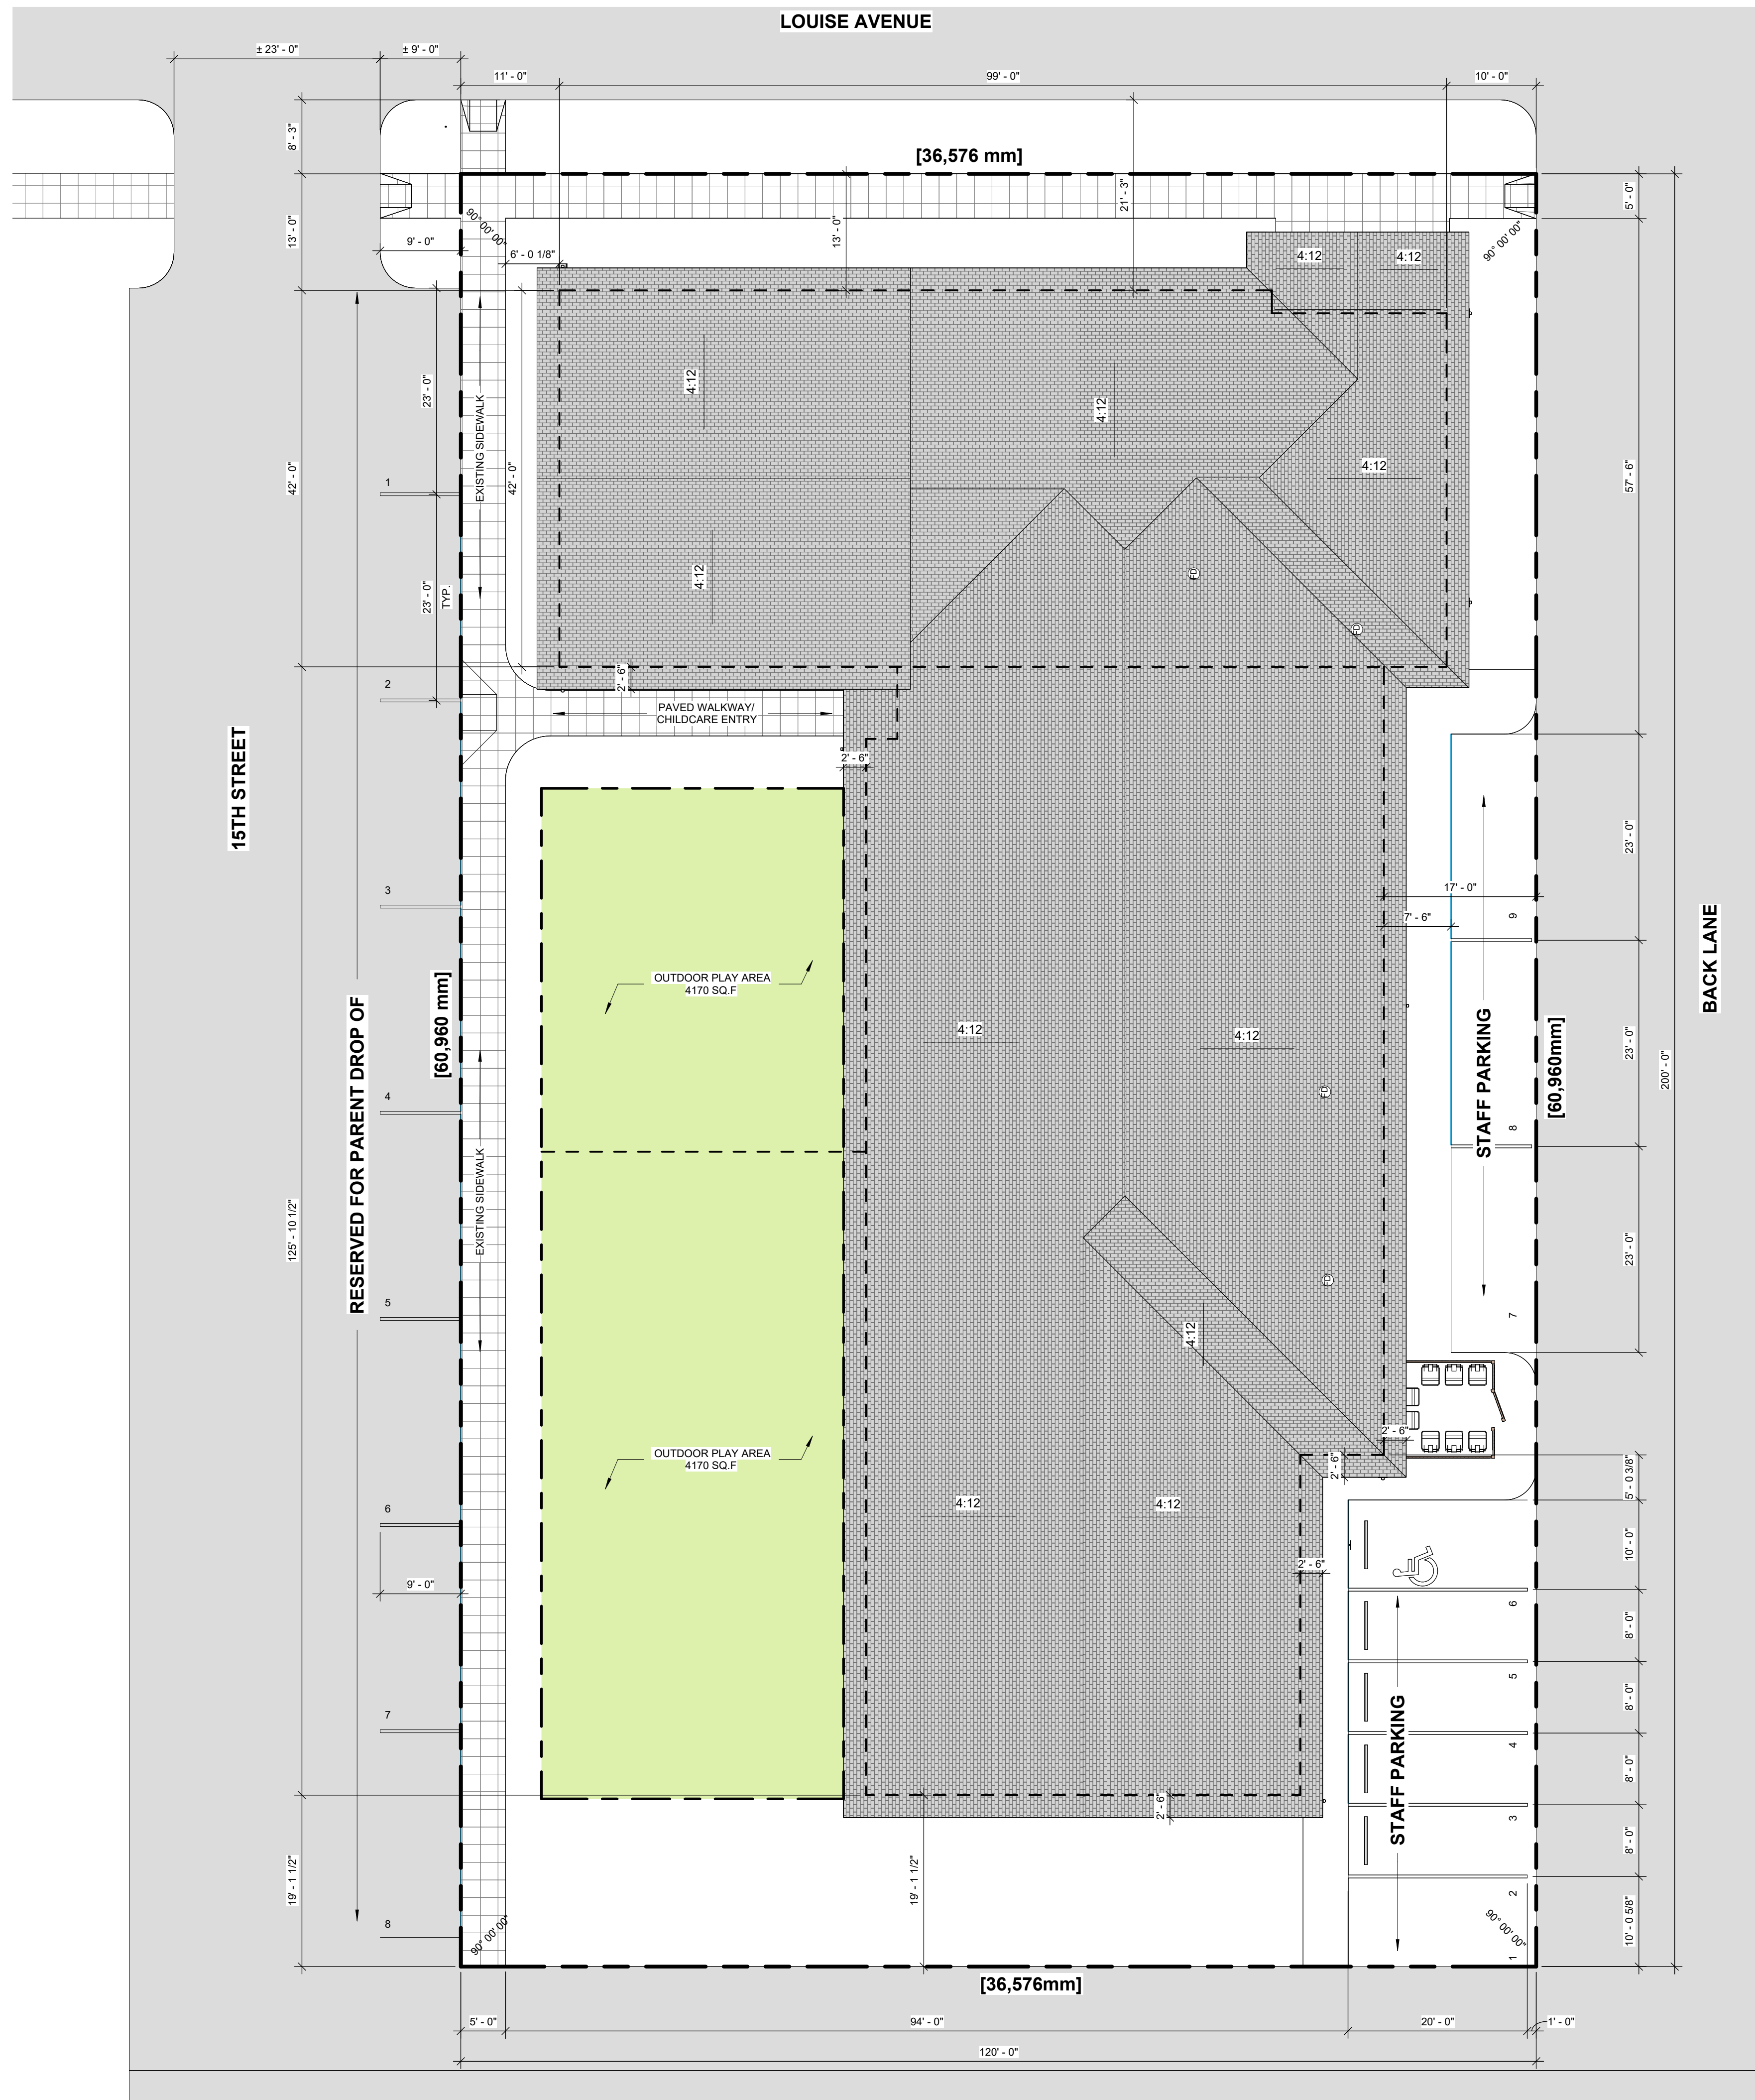 LOUISE AVENUE
± 23' - 0"
± 9' - 0"
11' - 0"
99' - 0"
10' - 0"
8' - 3"
[36,576 mm]
21' - 3"
5' - 0"
13' - 0"
90° 00' 00"
13' - 0"
90° 00' 00"
9' - 0"
6' - 0 1/8"
4:12
4:12
23' - 0"
EXISTING SIDEWALK
42' - 0"
42' - 0"
4:12
4:12
4:12
57' - 6"
1
23' - 0"
TYP.
4:12
FD
FD
2
2' - 6"
PAVED WALKWAY/
CHILDCARE ENTRY
2' - 6"
15TH STREET
23' - 0"
3
17' - 0"
7' - 6"
9
BACK LANE
OUTDOOR PLAY AREA
4170 SQ.F
RESERVED FOR PARENT DROP OF
[60,960 mm]
4:12
4:12
STAFF PARKING
[60,960mm]
23' - 0"
200' - 0"
4
FD
8
EXISTING SIDEWALK
125' - 10 1/2"
23' - 0"
5
FD
7
4:12
OUTDOOR PLAY AREA
4170 SQ.F
2' - 6"
2' - 6"
5' - 0 3/8"
6
4:12
4:12
10' - 0"
9' - 0"
2' - 6"
6
8' - 0"
5
8' - 0"
7
STAFF PARKING
4
8' - 0"
2' - 6"
3
8' - 0"
19' - 1 1/2"
19' - 1 1/2"
2
8
90° 00' 00"
90° 00' 00"
10' - 0 5/8"
1
[36,576mm]
5' - 0"
94' - 0"
20' - 0"
1' - 0"
120' - 0"